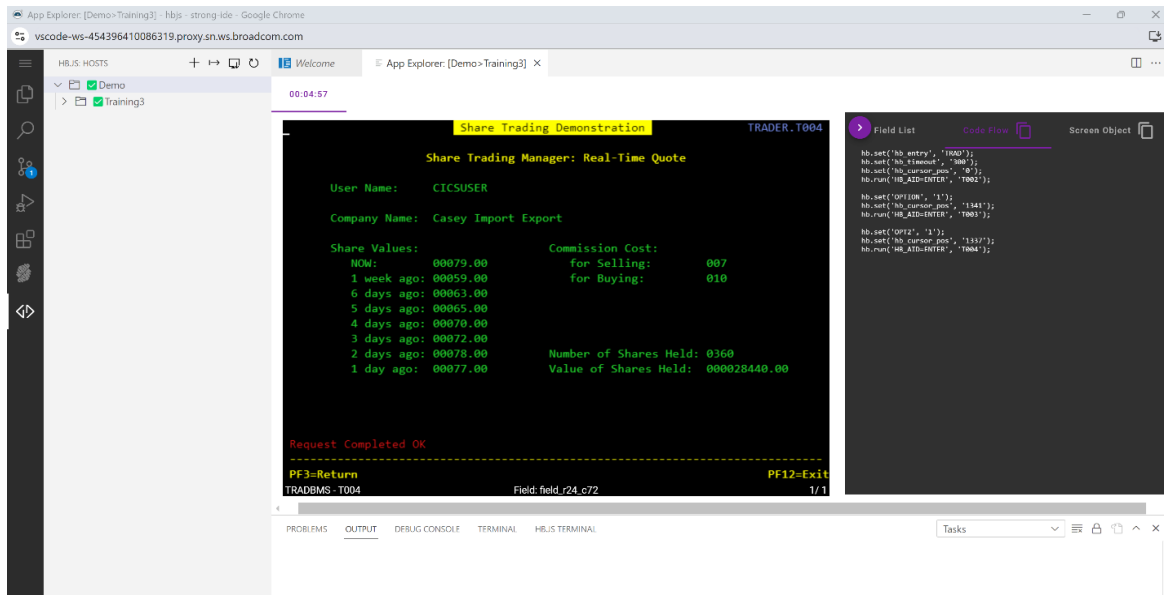 App Explorer: [Demo>Training3] - hbjs - strong-ide - Google Chrome
vscode-ws-454396410086319.proxy.sn.ws.broadcom.com
HB.JS: HOSTS
Demo
Training3
1
Welcome
App Explorer: [Demo>Training3]
00:04:57
Share Trading Demonstration TRADER.T004
Share Trading Manager: Real-Time Quote
User Name: CICSUSER
Company Name: Casey Import Export
Share Values: Commission Cost:
NOW: 00079.00 for Selling: 007
1 week ago: 00059.00 for Buying: 010
6 days ago: 00063.00
5 days ago: 00065.00
4 days ago: 00070.00
3 days ago: 00072.00
2 days ago: 00078.00 Number of Shares Held: 0360
1 day ago: 00077.00 Value of Shares Held: 000028440.00
Request Completed OK
PF3=Return PF12=Exit
TRADBMS - T004 Field: field_r24_c72 1/1
Field List Code Flow Screen Object
hb.set('hb_entry', 'TRAD');
hb.set('hb_timeout', '300');
hb.set('hb_cursor_pos', '0');
hb.run('HB_AID=ENTER', 'T002');
hb.set('OPTION', '1');
hb.set('hb_cursor_pos', '1341');
hb.run('HB_AID=ENTER', 'T003');
hb.set('OPT2', '1');
hb.set('hb_cursor_pos', '1337');
hb.run('HB_AID=ENTER', 'T004');
PROBLEMS OUTPUT DEBUG CONSOLE TERMINAL HBJS TERMINAL
Tasks